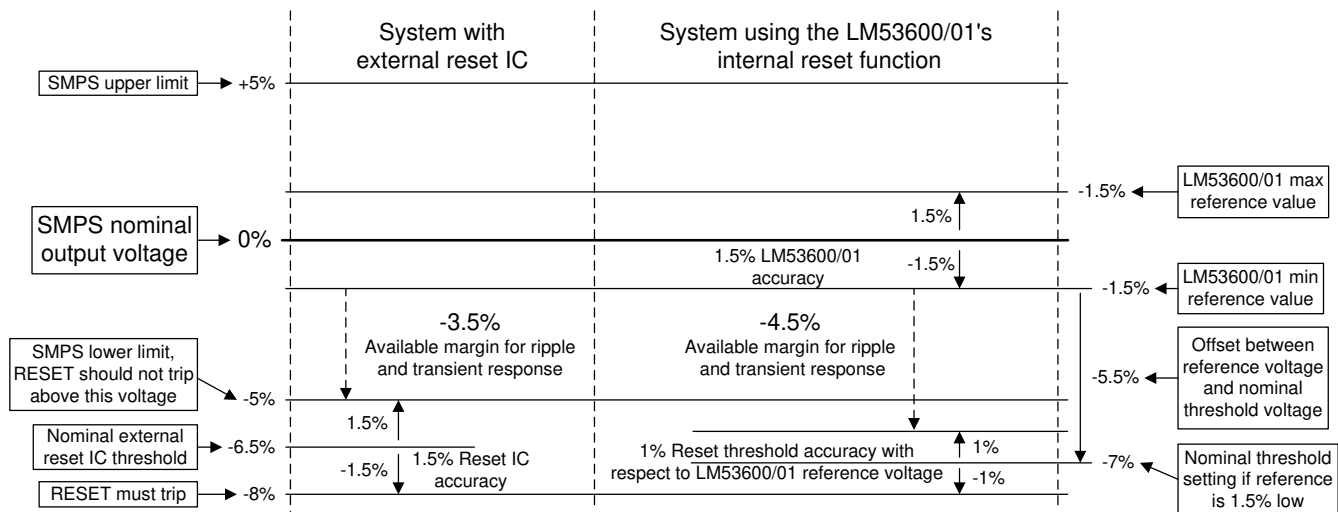 System with
external reset IC
System using the LM53600/01's
internal reset function
SMPS upper limit
+5%
1.5%
-1.5%
LM53600/01 max
reference value
SMPS nominal
output voltage
0%
1.5% LM53600/01
accuracy
-1.5%
-1.5%
LM53600/01 min
reference value
-3.5%
Available margin for ripple
and transient response
-4.5%
Available margin for ripple
and transient response
-5.5%
Offset between
reference voltage
and nominal
threshold voltage
SMPS lower limit,
RESET should not trip
above this voltage
-5%
1.5%
Nominal external
reset IC threshold
-6.5%
-1.5%
1.5% Reset IC
accuracy
1% Reset threshold accuracy with
respect to LM53600/01 reference voltage
1%
-1%
-7%
Nominal threshold
setting if reference
is 1.5% low
RESET must trip
-8%